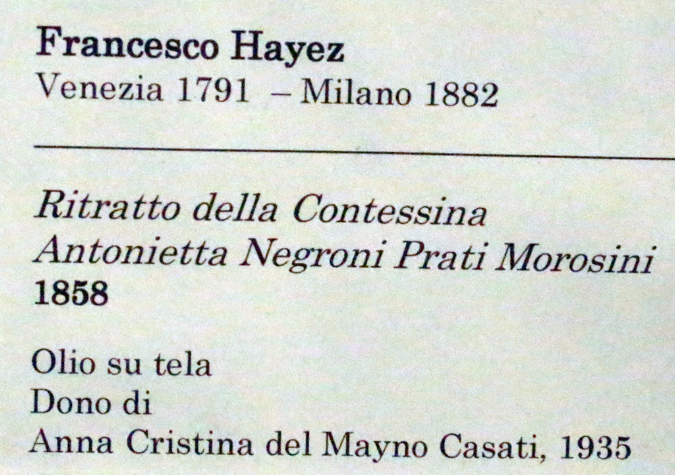 Francesco Hayez
Venezia 1791 – Milano 1882
Ritratto della Contessina
Antonietta Negroni Prati Morosini
1858
Olio su tela
Dono di
Anna Cristina del Mayno Casati, 1935